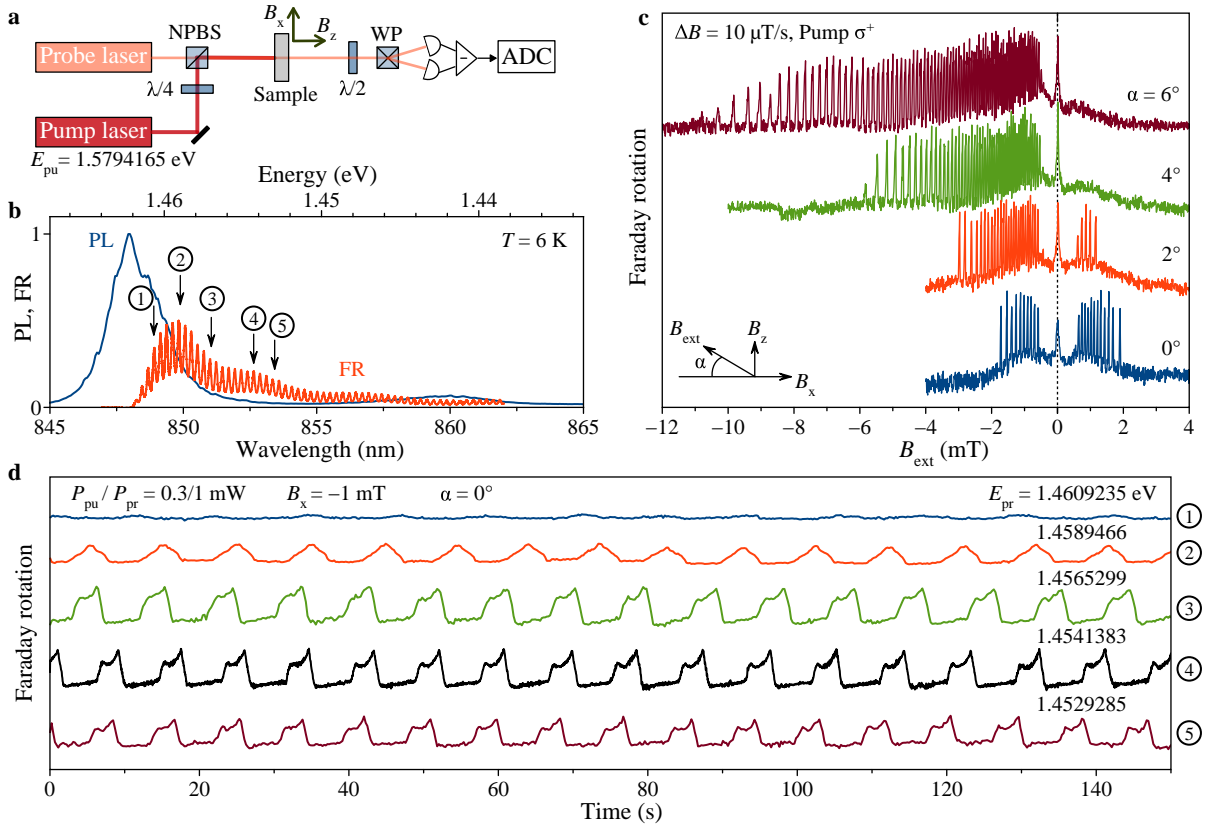 a
NPBS
B_x
B_z
WP
Probe laser
ADC
λ/4
Sample
λ/2
Pump laser
E_pu = 1.5794165 eV
Energy (eV)
1.46 1.45 1.44
b
PL
T = 6 K
1
2
3
4
5
FR
PL, FR
1
0
845 850 855 860 865
Wavelength (nm)
c
ΔB = 10 μT/s, Pump σ⁺
α = 6°
4°
2°
0°
Faraday rotation
B_ext
B_z
α
B_x
−12 −10 −8 −6 −4 −2 0 2 4
B_ext (mT)
d
P_pu / P_pr = 0.3/1 mW B_x = −1 mT α = 0° E_pr = 1.4609235 eV
1
1.4589466
2
1.4565299
3
1.4541383
4
1.4529285
5
Faraday rotation
0 20 40 60 80 100 120 140
Time (s)